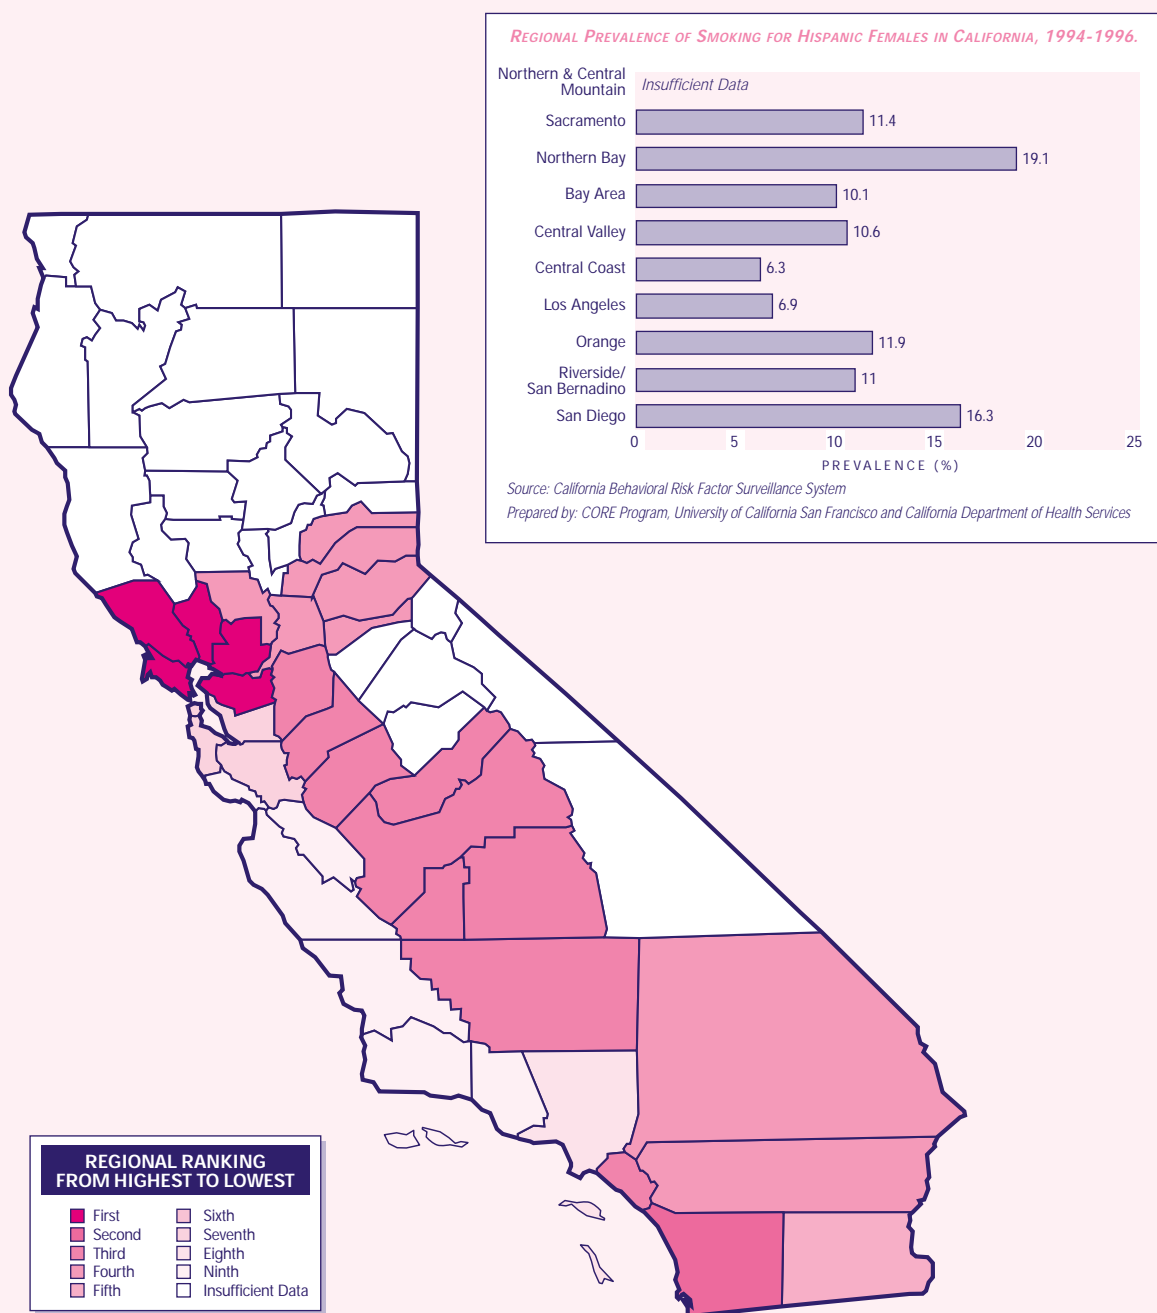 REGIONAL PREVALENCE OF SMOKING FOR HISPANIC FEMALES IN CALIFORNIA, 1994-1996.
Northern & Central
Mountain
Insufficient Data
Sacramento 11.4
Northern Bay 19.1
Bay Area 10.1
Central Valley 10.6
Central Coast 6.3
Los Angeles 6.9
Orange 11.9
Riverside/
San Bernadino 11
San Diego 16.3
0 5 10 15 20 25
PREVALENCE (%)
Source: California Behavioral Risk Factor Surveillance System
Prepared by: CORE Program, University of California San Francisco and California Department of Health Services
REGIONAL RANKING
FROM HIGHEST TO LOWEST
First
Second
Third
Fourth
Fifth
Sixth
Seventh
Eighth
Ninth
Insufficient Data